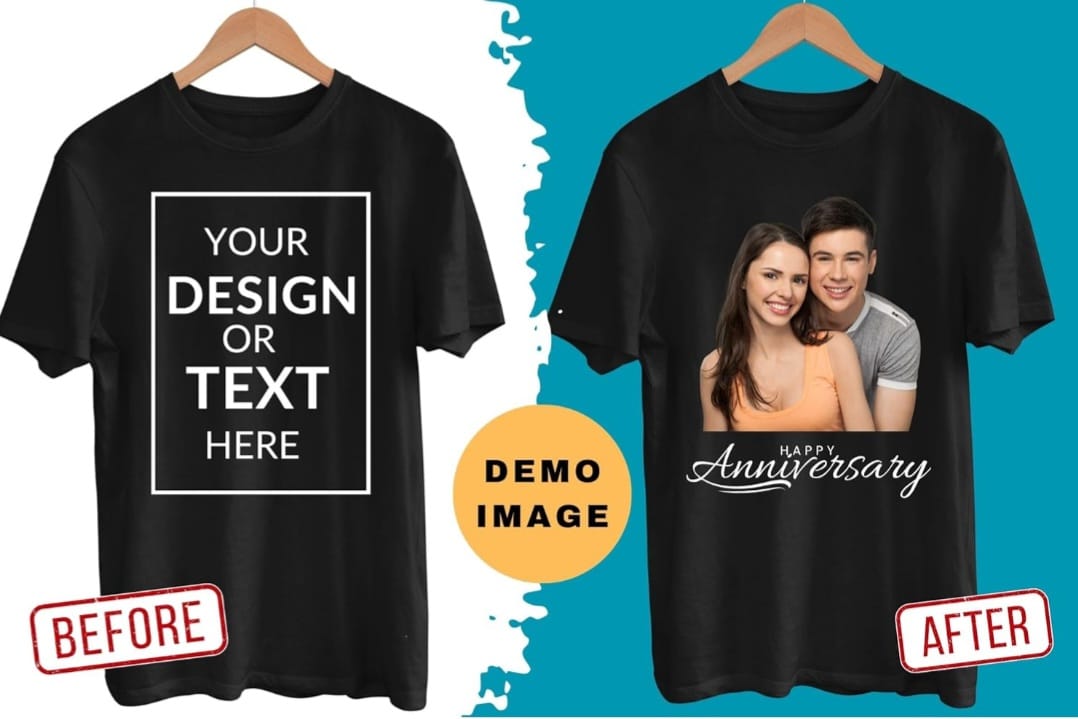 YOUR
DESIGN
OR
TEXT
HERE
BEFORE
DEMO
IMAGE
HAPPY
Anniversary
AFTER